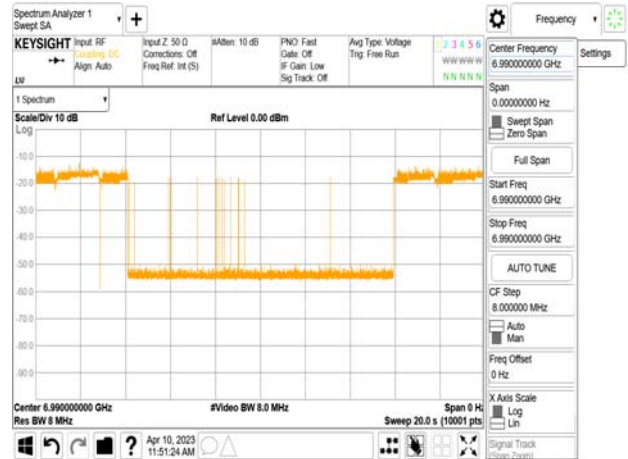 Spectrum Analyzer 1
Swept SA
Frequency
KEYSIGHT
Input: RF
Coupling: DC
Align: Auto
Input Z: 50 Ω
Corrections: Off
Freq Ref: Int (S)
#Atten: 10 dB
PNO: Fast
Gate: Off
IF Gain: Low
Sig Track: Off
Avg Type: Voltage
Trig: Free Run
1 2 3 4 5 6
W W W W W
N N N N N
LVI
1 Spectrum
Scale/Div 10 dB
Ref Level 0.00 dBm
Log
-10.0
-20.0
-30.0
-40.0
-50.0
-60.0
-70.0
-80.0
-90.0
Center 6.990000000 GHz
#Video BW 8.0 MHz
Span 0 Hz
Res BW 8 MHz
Sweep 20.0 s (10001 pts
Apr 10, 2023
11:51:24 AM
Center Frequency
6.990000000 GHz
Settings
Span
0.00000000 Hz
Swept Span
Zero Span
Full Span
Start Freq
6.990000000 GHz
Stop Freq
6.990000000 GHz
AUTO TUNE
CF Step
8.000000 MHz
Auto
Man
Freq Offset
0 Hz
X Axis Scale
Log
Lin
Signal Track
(Span Zoom)